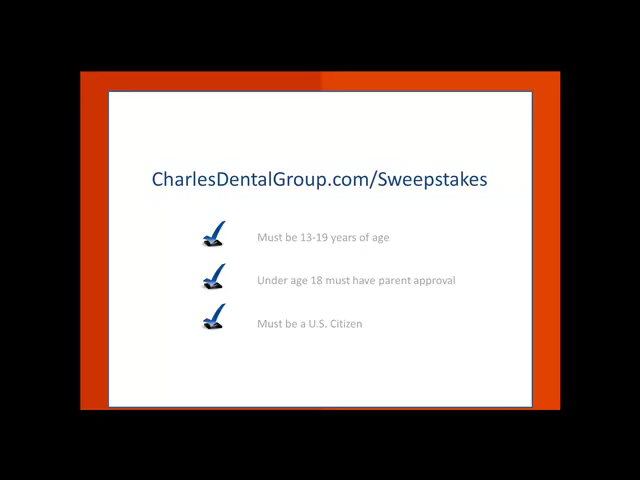 CharlesDentalGroup.com/Sweepstakes
Must be 13-19 years of age
Under age 18 must have parent approval
Must be a U.S. Citizen